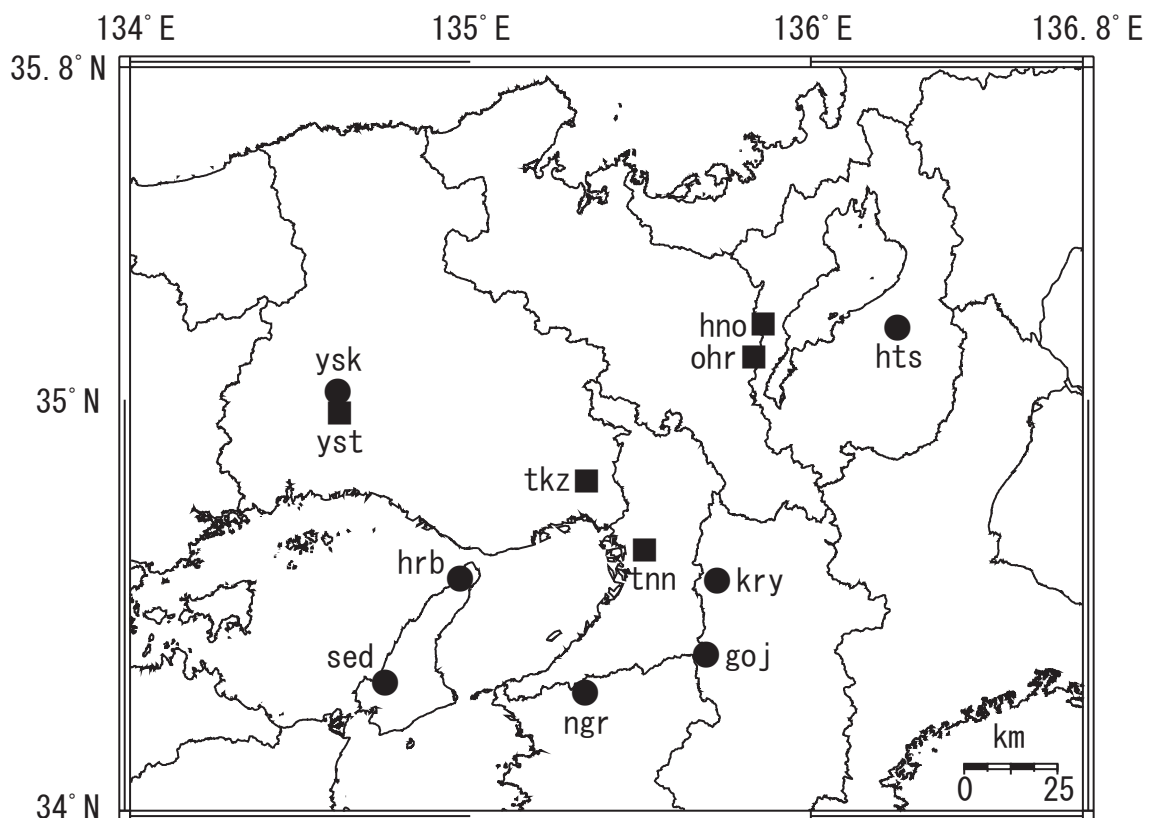 134°E 135°E 136°E 136.8°E
35.8°N
hno
ohr
hts
ysk
35°N
yst
tkz
hrb
tnn
kry
sed
goj
ngr
km
0 25
34°N